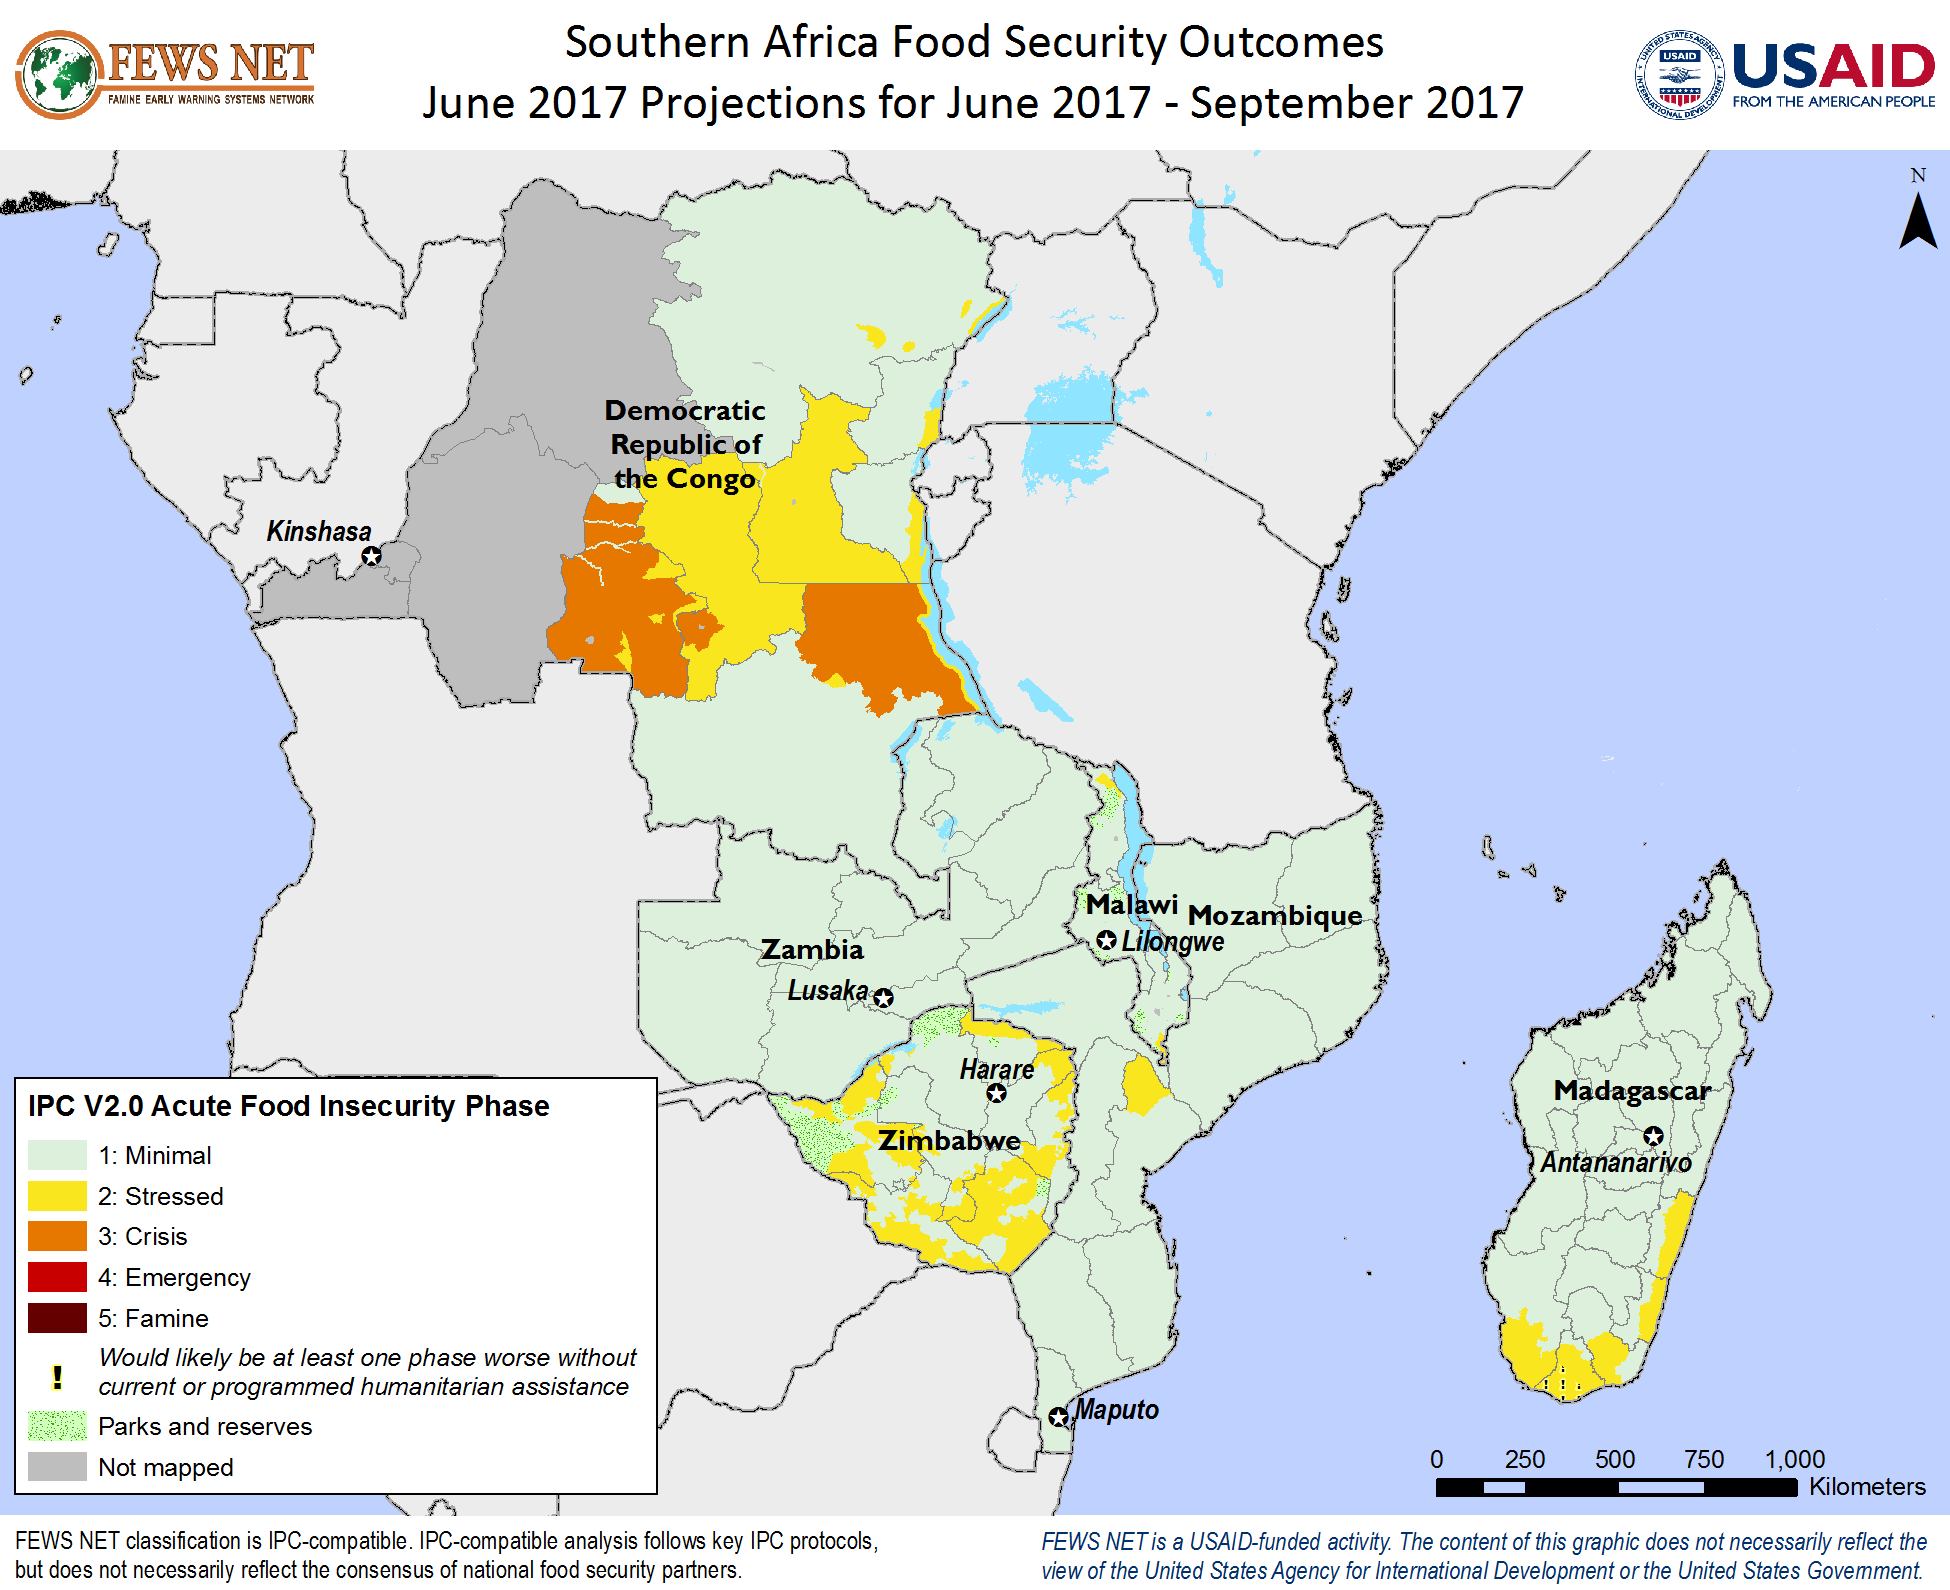 FEWS NET
FAMINE EARLY WARNING SYSTEMS NETWORK
Southern Africa Food Security Outcomes
June 2017 Projections for June 2017 - September 2017
UNITED STATES AGENCY
USAID
INTERNATIONAL DEVELOPMENT
USAID
FROM THE AMERICAN PEOPLE
N
Democratic
Republic of
the Congo
Kinshasa
Malawi
Mozambique
Lilongwe
Zambia
Lusaka
Harare
Zimbabwe
Madagascar
Antananarivo
Maputo
IPC V2.0 Acute Food Insecurity Phase
1: Minimal
2: Stressed
3: Crisis
4: Emergency
5: Famine
! Would likely be at least one phase worse without
current or programmed humanitarian assistance
Parks and reserves
Not mapped
0 250 500 750 1,000
Kilometers
FEWS NET classification is IPC-compatible. IPC-compatible analysis follows key IPC protocols,
but does not necessarily reflect the consensus of national food security partners.
FEWS NET is a USAID-funded activity. The content of this graphic does not necessarily reflect the
view of the United States Agency for International Development or the United States Government.